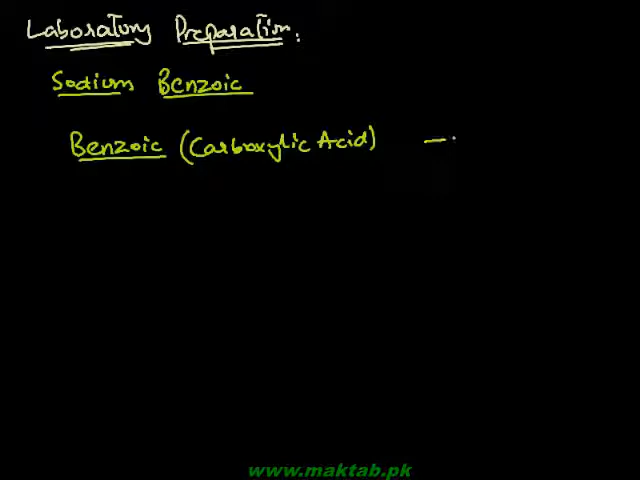 Laboratory Preparation.
Sodium Benzoic
Benzoic (Carboxylic Acid) –
www.maktab.pk